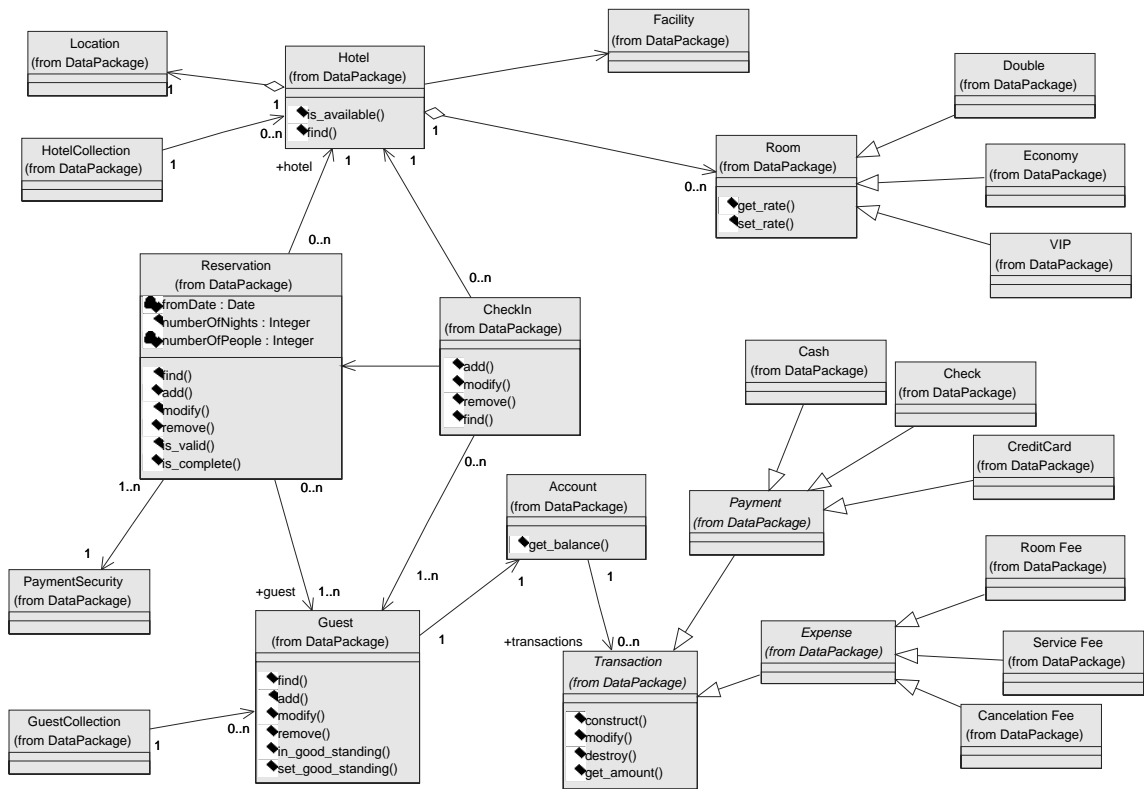 Location
(from DataPackage)
1
Hotel
(from DataPackage)
is_available()
find()
1
0..n
1
Facility
(from DataPackage)
Double
(from DataPackage)
HotelCollection
(from DataPackage)
1
+hotel
1
1
Room
(from DataPackage)
get_rate()
set_rate()
0..n
Economy
(from DataPackage)
VIP
(from DataPackage)
0..n
Reservation
(from DataPackage)
fromDate : Date
numberOfNights : Integer
numberOfPeople : Integer
find()
add()
modify()
remove()
is_valid()
is_complete()
1..n
0..n
0..n
CheckIn
(from DataPackage)
add()
modify()
remove()
find()
0..n
Cash
(from DataPackage)
Check
(from DataPackage)
CreditCard
(from DataPackage)
Account
(from DataPackage)
get_balance()
1
1
Payment
(from DataPackage)
1
PaymentSecurity
(from DataPackage)
+guest
1..n
1..n
Guest
(from DataPackage)
find()
add()
modify()
remove()
in_good_standing()
set_good_standing()
1
+transactions
0..n
Transaction
(from DataPackage)
construct()
modify()
destroy()
get_amount()
Room Fee
(from DataPackage)
Expense
(from DataPackage)
Service Fee
(from DataPackage)
Cancelation Fee
(from DataPackage)
GuestCollection
(from DataPackage)
1
0..n